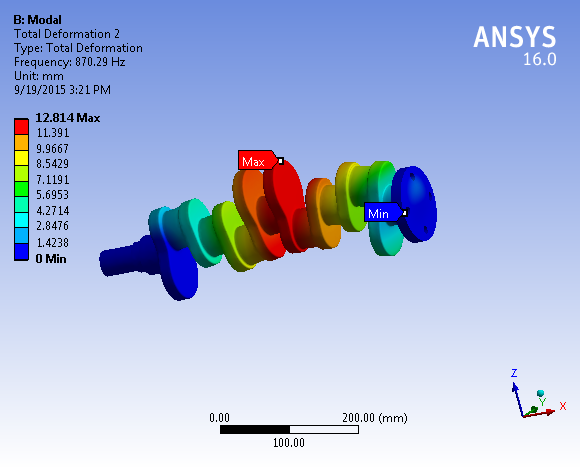 B: Modal
Total Deformation 2
Type: Total Deformation
Frequency: 870.29 Hz
Unit: mm
9/19/2015 3:21 PM
ANSYS
16.0
12.814 Max
11.391
9.9667
8.5429
7.1191
5.6953
4.2714
2.8476
1.4238
0 Min
Max
Min
Z
Y
X
0.00
200.00 (mm)
100.00